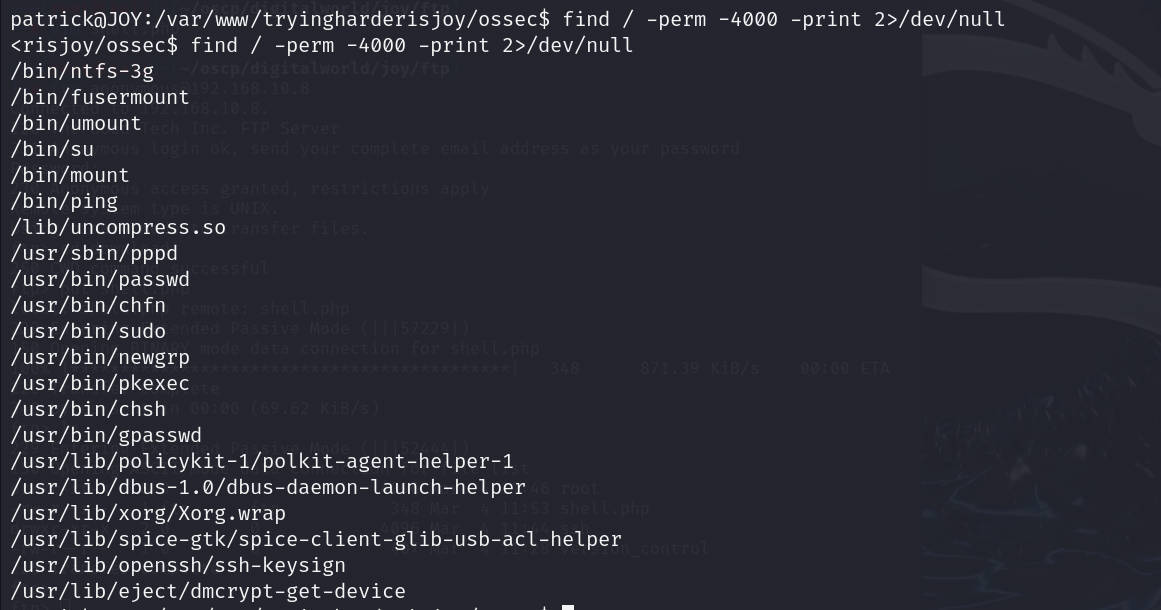 patrick@JOY:/var/www/tryingharderisjoy/ossec$ find / -perm -4000 -print 2>/dev/null
<risjoy/ossec$ find / -perm -4000 -print 2>/dev/null
/bin/ntfs-3g
/bin/fusermount
/bin/umount
/bin/su
/bin/mount
/bin/ping
/lib/uncompress.so
/usr/sbin/pppd
/usr/bin/passwd
/usr/bin/chfn
/usr/bin/sudo
/usr/bin/newgrp
/usr/bin/pkexec
/usr/bin/chsh
/usr/bin/gpasswd
/usr/lib/policykit-1/polkit-agent-helper-1
/usr/lib/dbus-1.0/dbus-daemon-launch-helper
/usr/lib/xorg/Xorg.wrap
/usr/lib/spice-gtk/spice-client-glib-usb-acl-helper
/usr/lib/openssh/ssh-keysign
/usr/lib/eject/dmcrypt-get-device